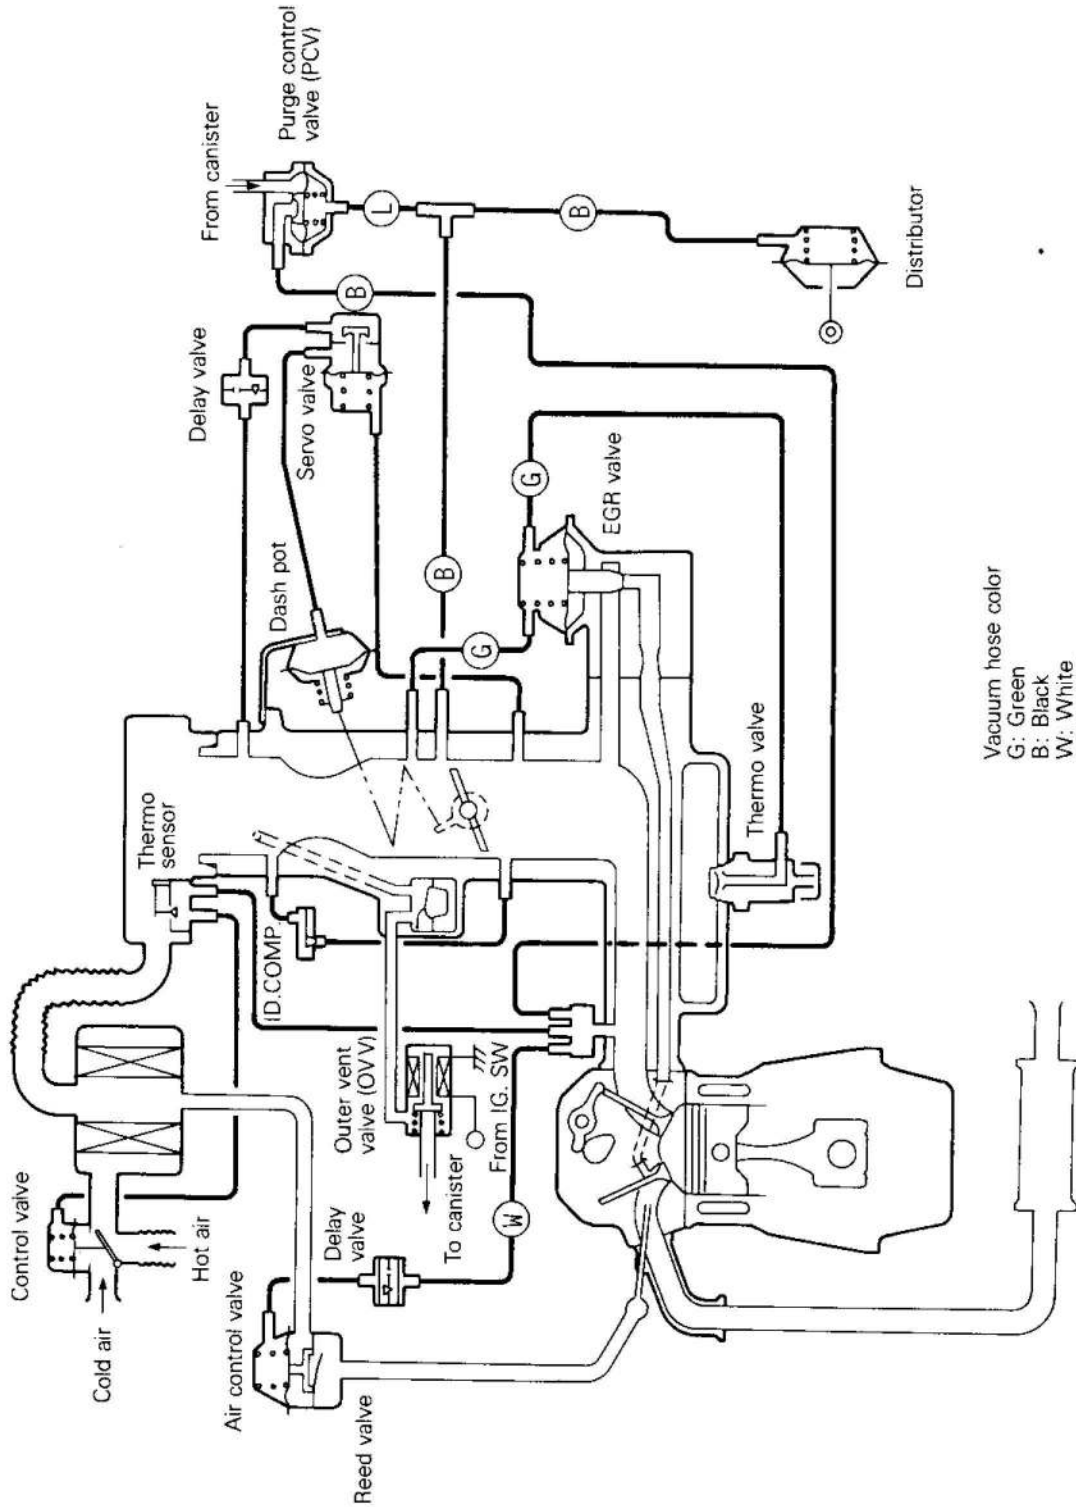 Control valve
Cold air
Hot air
Air control valve
Reed valve
Delay
valve
Outer vent
valve (OVV)
To canister
From IG. SW
W
ID.COMP.
Thermo
sensor
Dash pot
Delay valve
Servo valve
From canister
Purge control
valve (PCV)
L
B
B
B
G
G
EGR valve
Distributor
Thermo valve
Vacuum hose color
G: Green
B: Black
W: White